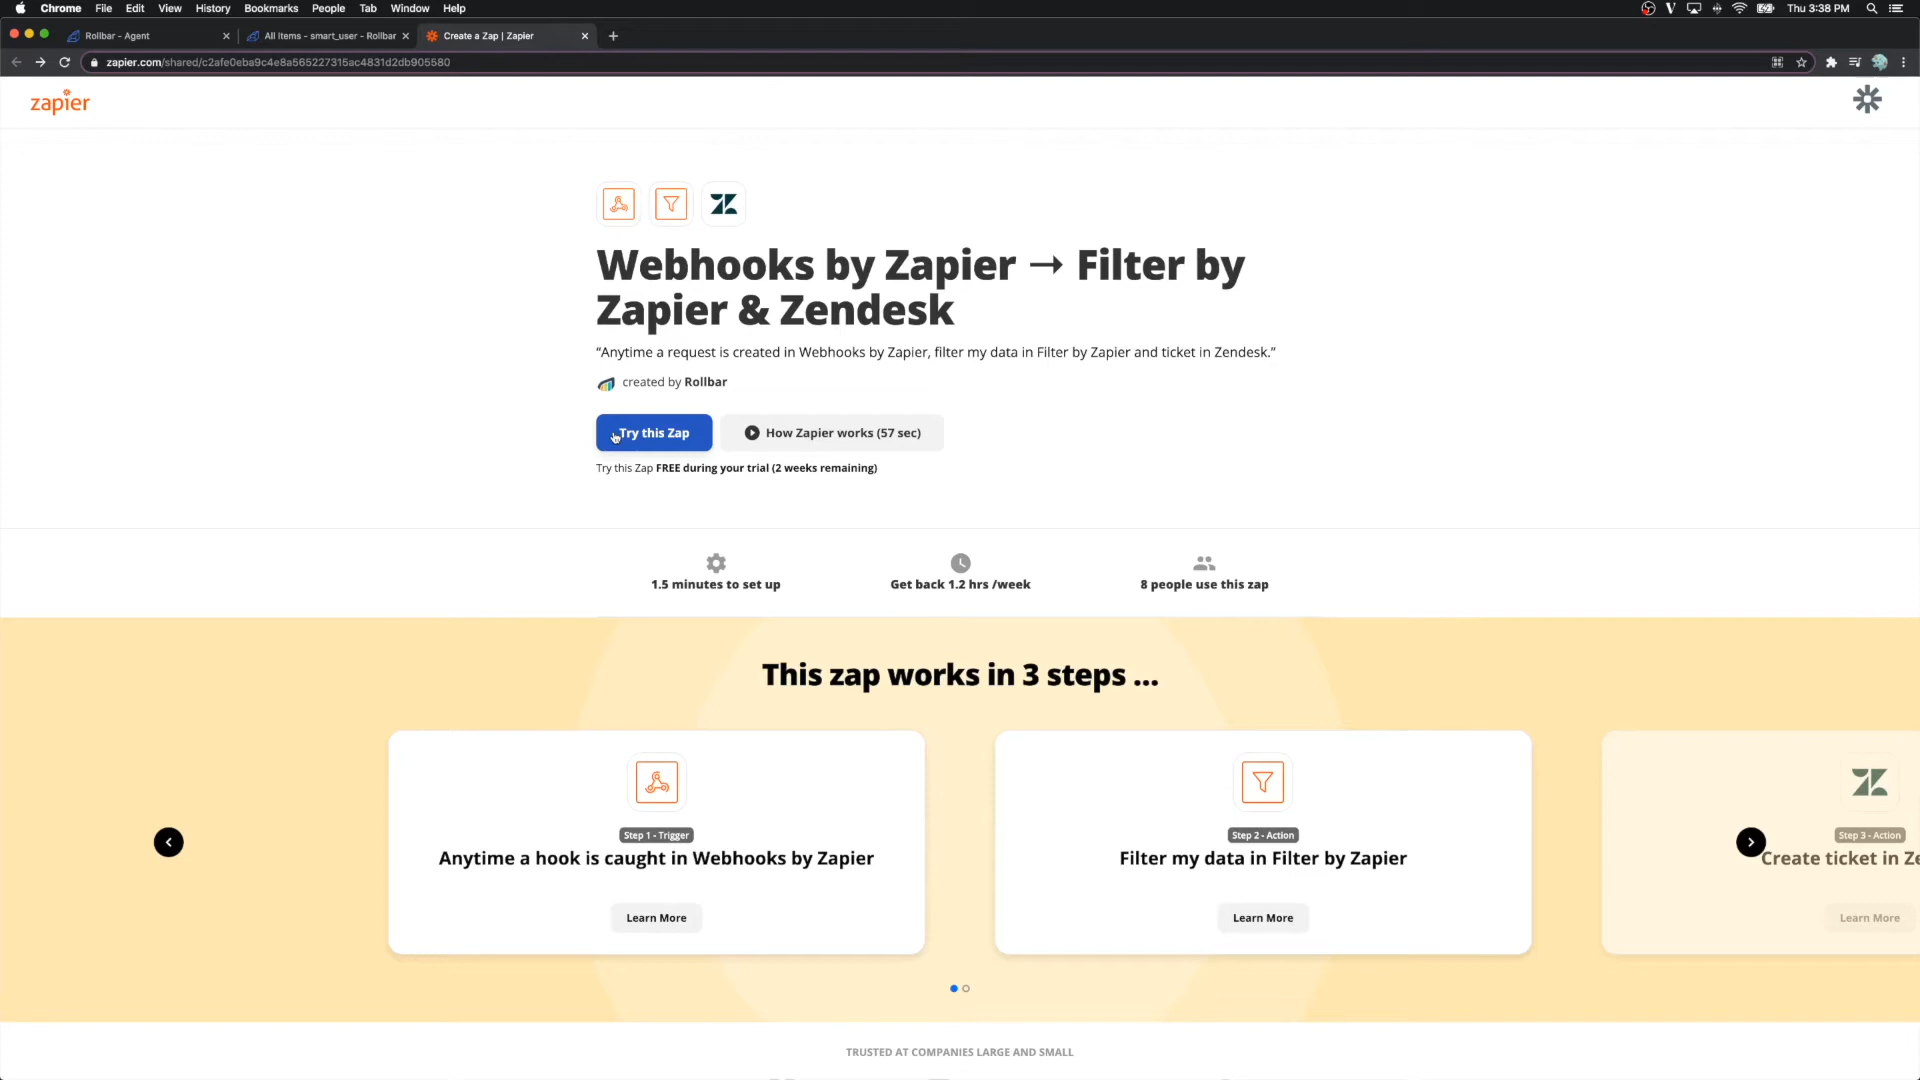 Chrome File Edit View History Bookmarks People Tab Window Help
Thu 3:38 PM
Rollbar - Agent
All Items - smart_user - Rollbar
Create a Zap | Zapier
zapier.com/shared/c2afe0eba9c4e8a565227315ac4831d2db905580
zapier
Webhooks by Zapier → Filter by
Zapier & Zendesk
“Anytime a request is created in Webhooks by Zapier, filter my data in Filter by Zapier and ticket in Zendesk.”
created by Rollbar
Try this Zap
How Zapier works (57 sec)
Try this Zap FREE during your trial (2 weeks remaining)
1.5 minutes to set up
Get back 1.2 hrs /week
8 people use this zap
This zap works in 3 steps ...
Step 1 - Trigger
Anytime a hook is caught in Webhooks by Zapier
Learn More
Step 2 - Action
Filter my data in Filter by Zapier
Learn More
Step 3 - Action
Create ticket in Ze
Learn More
TRUSTED AT COMPANIES LARGE AND SMALL